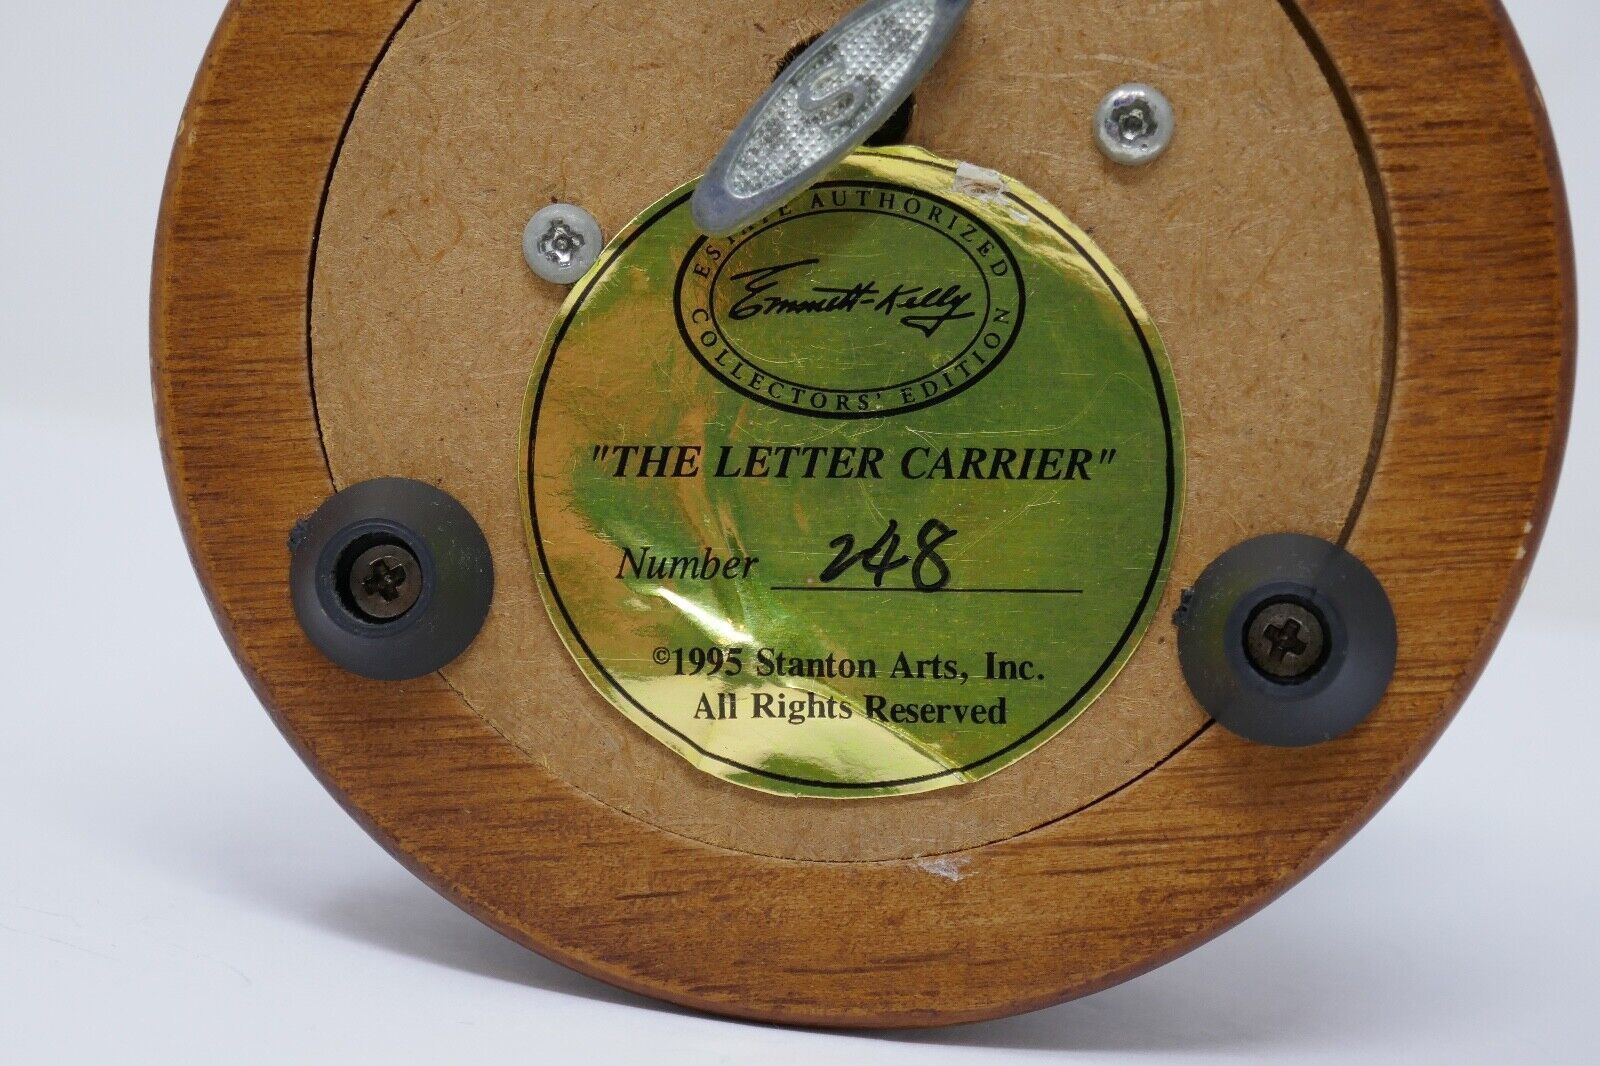 S
ESTATE AUTHORIZED
Emmett Kelly
COLLECTORS' EDITION
"THE LETTER CARRIER"
Number 248
©1995 Stanton Arts, Inc.
All Rights Reserved